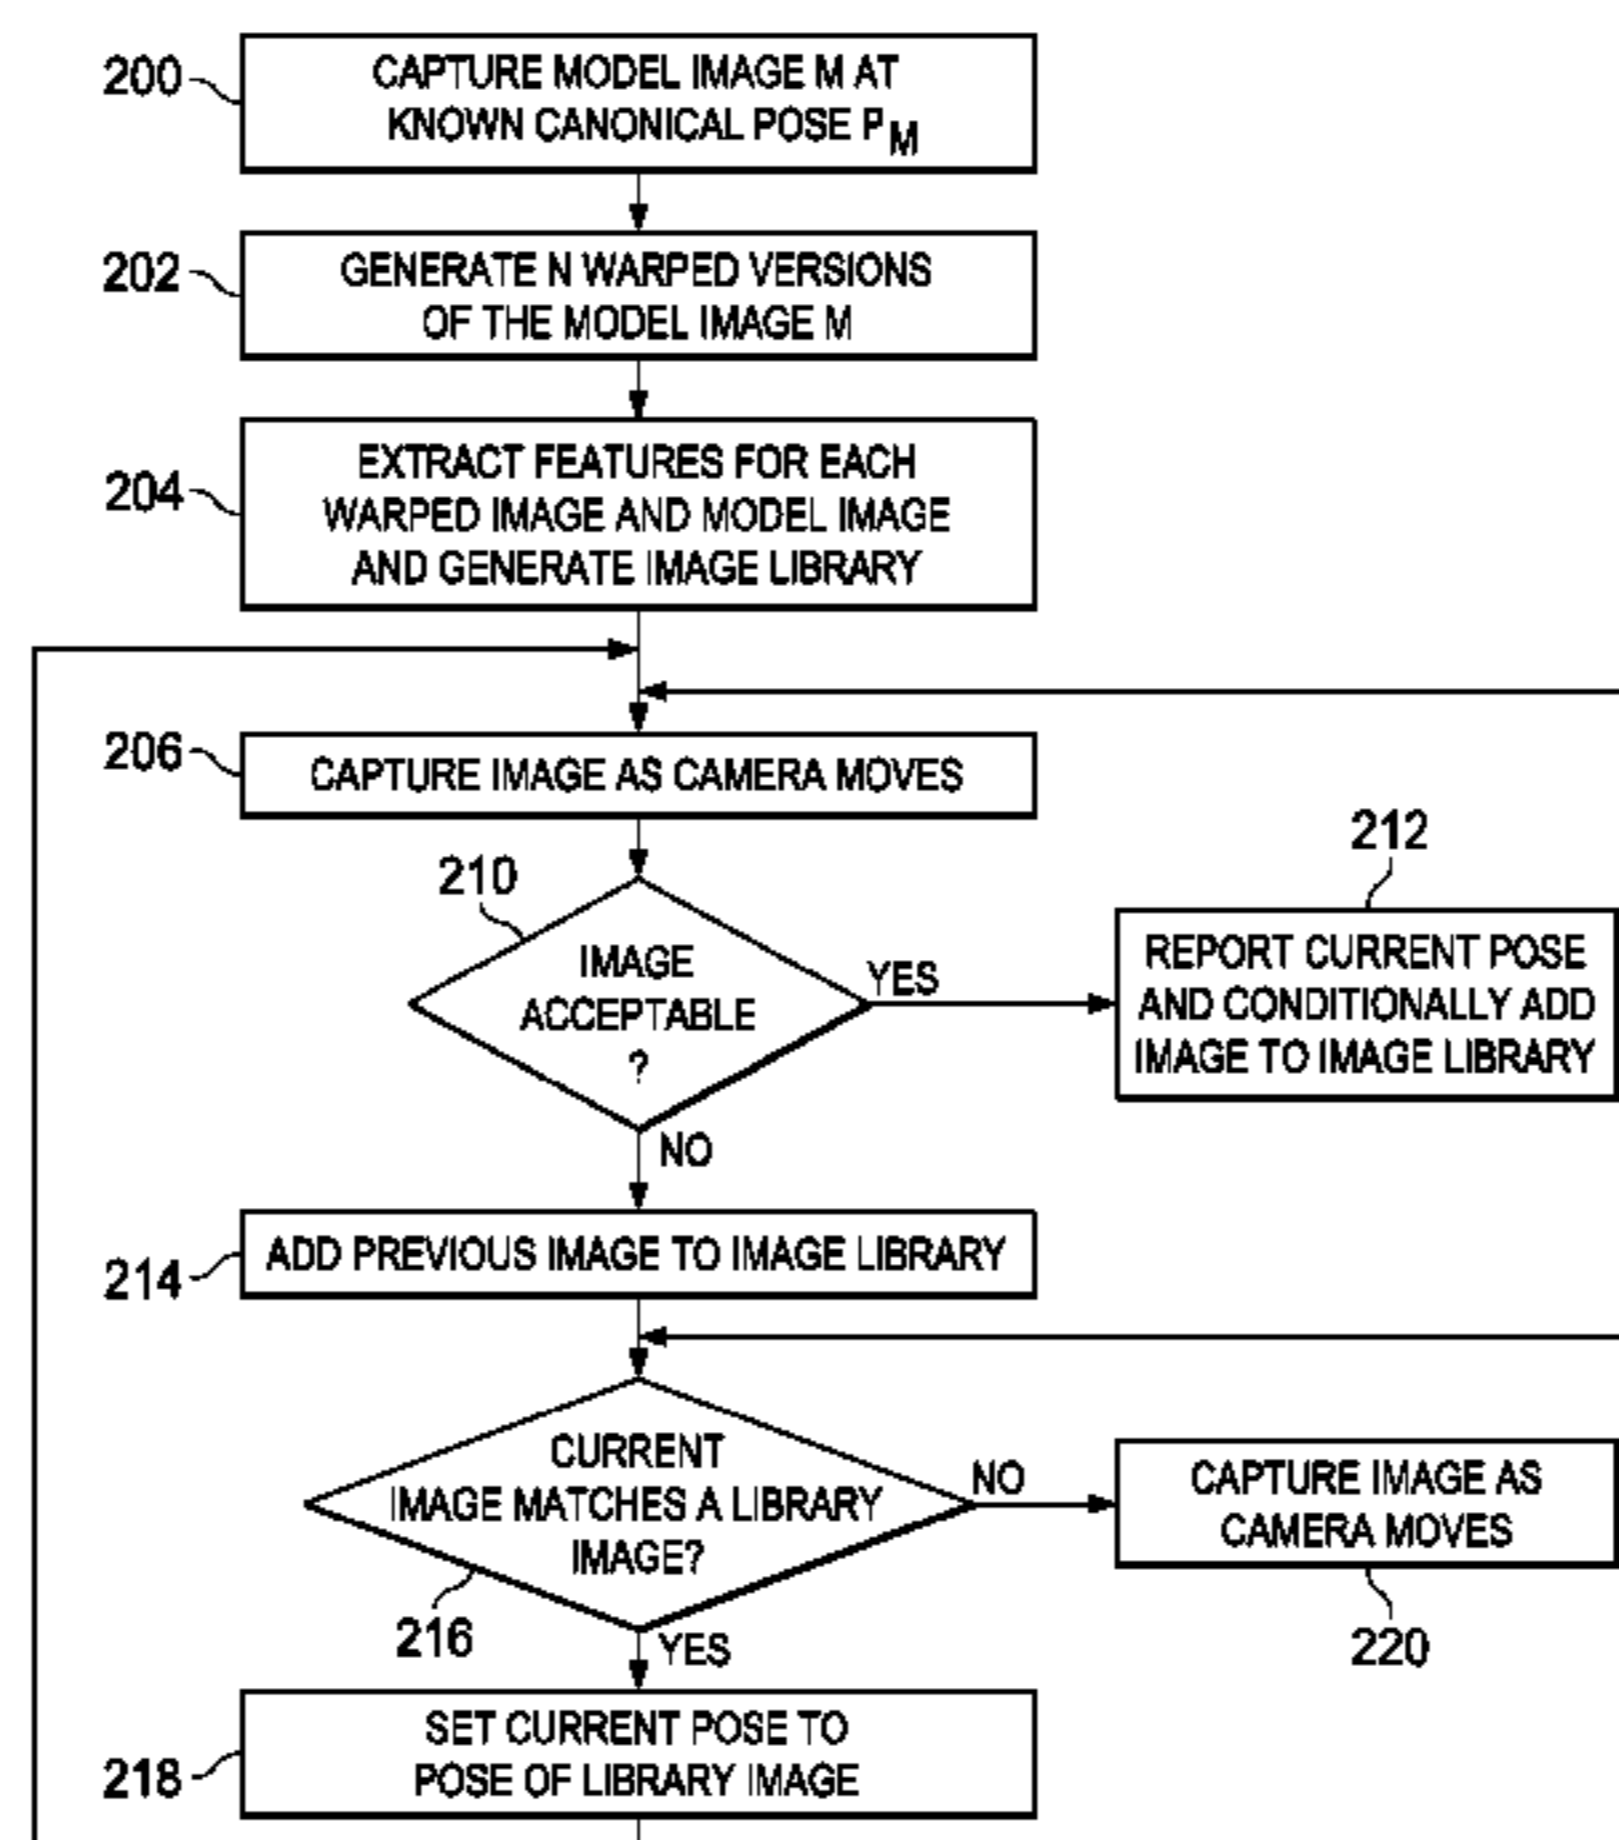 200
CAPTURE MODEL IMAGE M AT
KNOWN CANONICAL POSE PM
202
GENERATE N WARPED VERSIONS
OF THE MODEL IMAGE M
204
EXTRACT FEATURES FOR EACH
WARPED IMAGE AND MODEL IMAGE
AND GENERATE IMAGE LIBRARY
206
CAPTURE IMAGE AS CAMERA MOVES
210
IMAGE
ACCEPTABLE
?
YES
212
REPORT CURRENT POSE
AND CONDITIONALLY ADD
IMAGE TO IMAGE LIBRARY
NO
214
ADD PREVIOUS IMAGE TO IMAGE LIBRARY
216
CURRENT
IMAGE MATCHES A LIBRARY
IMAGE?
NO
CAPTURE IMAGE AS
CAMERA MOVES
220
YES
218
SET CURRENT POSE TO
POSE OF LIBRARY IMAGE